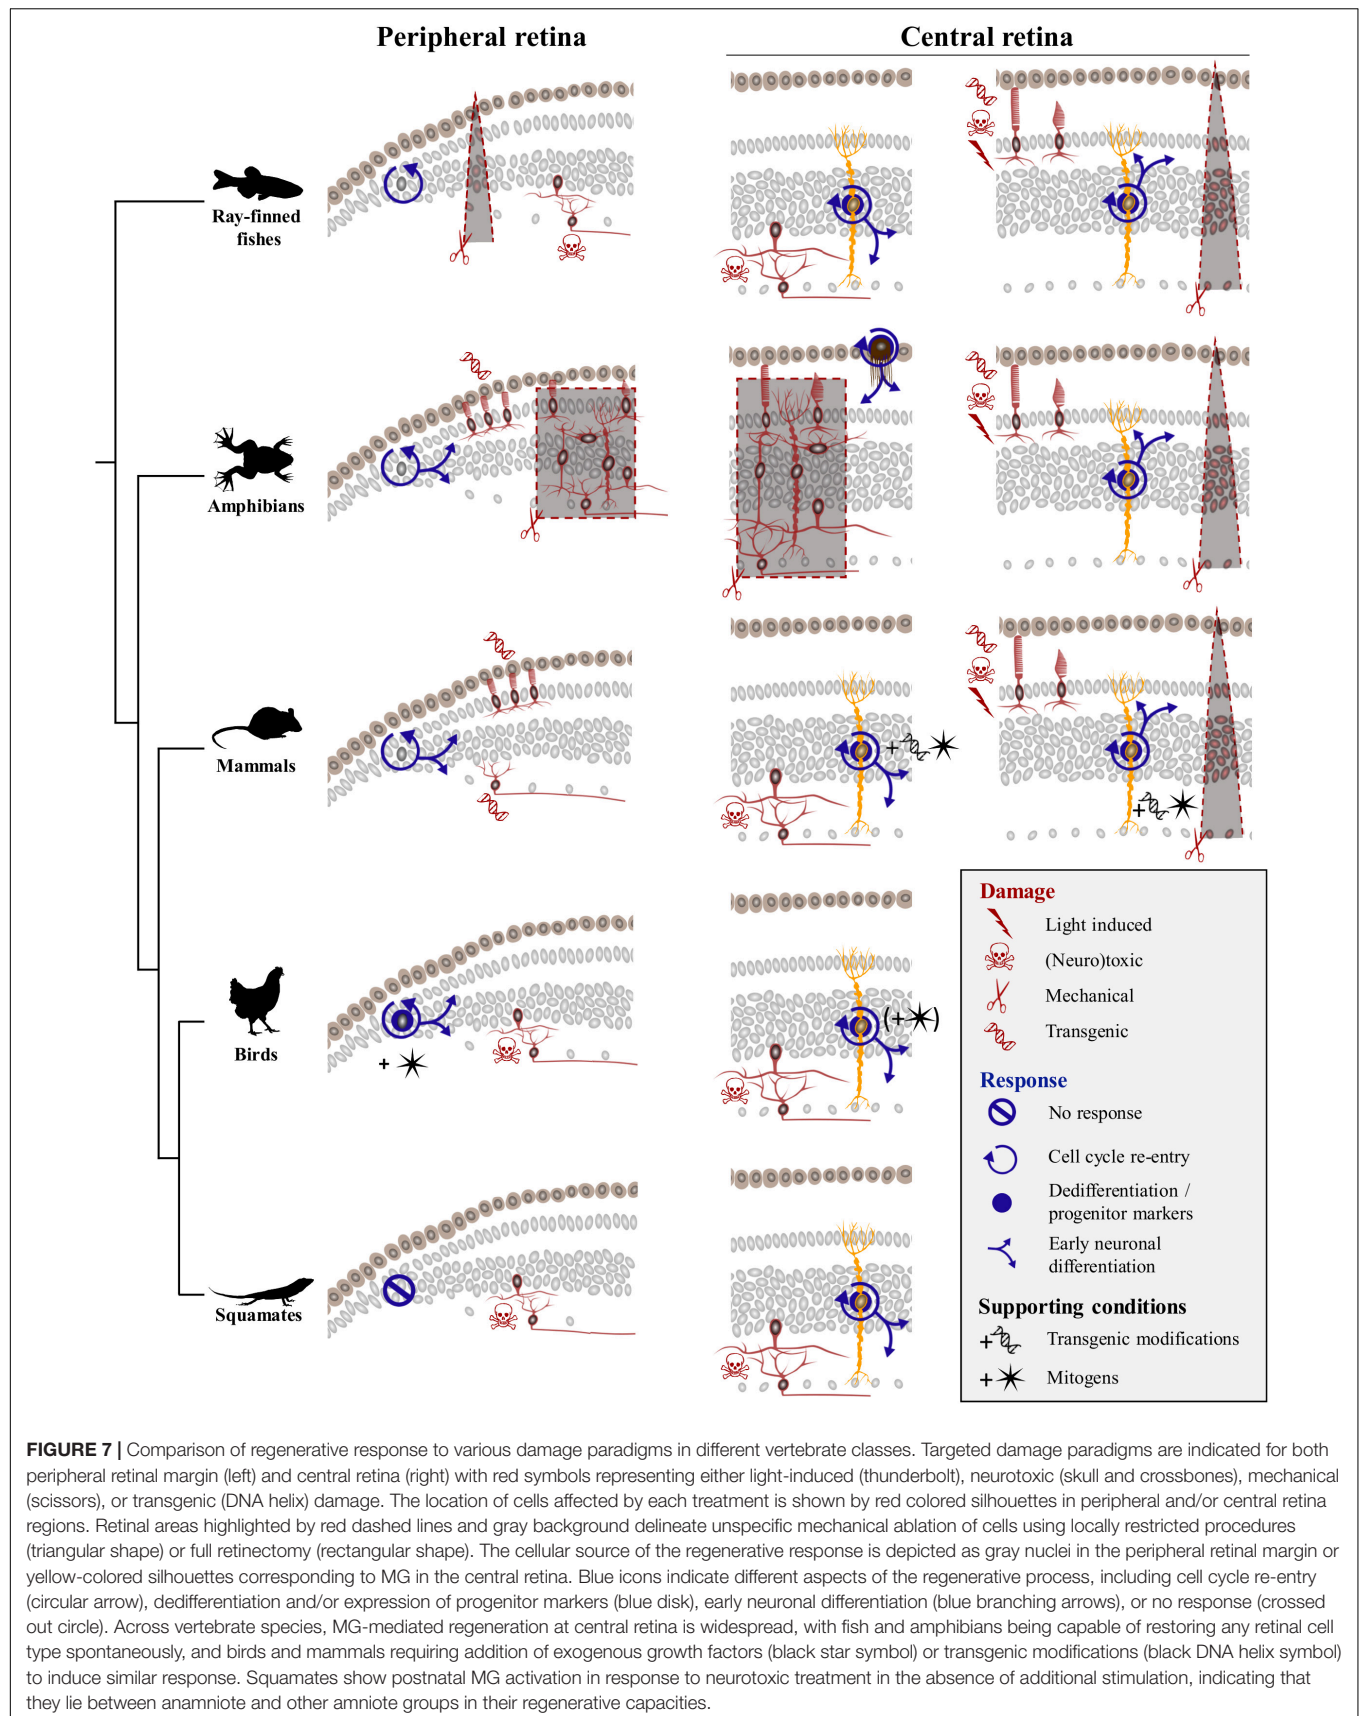 Peripheral retina
Central retina
Ray-finned
fishes
Amphibians
Mammals
+
+
Birds
+
(+ )
Squamates
Damage
Light induced
(Neuro)toxic
Mechanical
Transgenic
Response
No response
Cell cycle re-entry
Dedifferentiation /
progenitor markers
Early neuronal
differentiation
Supporting conditions
+ Transgenic modifications
+ Mitogens
FIGURE 7 | Comparison of regenerative response to various damage paradigms in different vertebrate classes. Targeted damage paradigms are indicated for both
peripheral retinal margin (left) and central retina (right) with red symbols representing either light-induced (thunderbolt), neurotoxic (skull and crossbones), mechanical
(scissors), or transgenic (DNA helix) damage. The location of cells affected by each treatment is shown by red colored silhouettes in peripheral and/or central retina
regions. Retinal areas highlighted by red dashed lines and gray background delineate unspecific mechanical ablation of cells using locally restricted procedures
(triangular shape) or full retinectomy (rectangular shape). The cellular source of the regenerative response is depicted as gray nuclei in the peripheral retinal margin or
yellow-colored silhouettes corresponding to MG in the central retina. Blue icons indicate different aspects of the regenerative process, including cell cycle re-entry
(circular arrow), dedifferentiation and/or expression of progenitor markers (blue disk), early neuronal differentiation (blue branching arrows), or no response (crossed
out circle). Across vertebrate species, MG-mediated regeneration at central retina is widespread, with fish and amphibians being capable of restoring any retinal cell
type spontaneously, and birds and mammals requiring addition of exogenous growth factors (black star symbol) or transgenic modifications (black DNA helix symbol)
to induce similar response. Squamates show postnatal MG activation in response to neurotoxic treatment in the absence of additional stimulation, indicating that
they lie between anamniote and other amniote groups in their regenerative capacities.